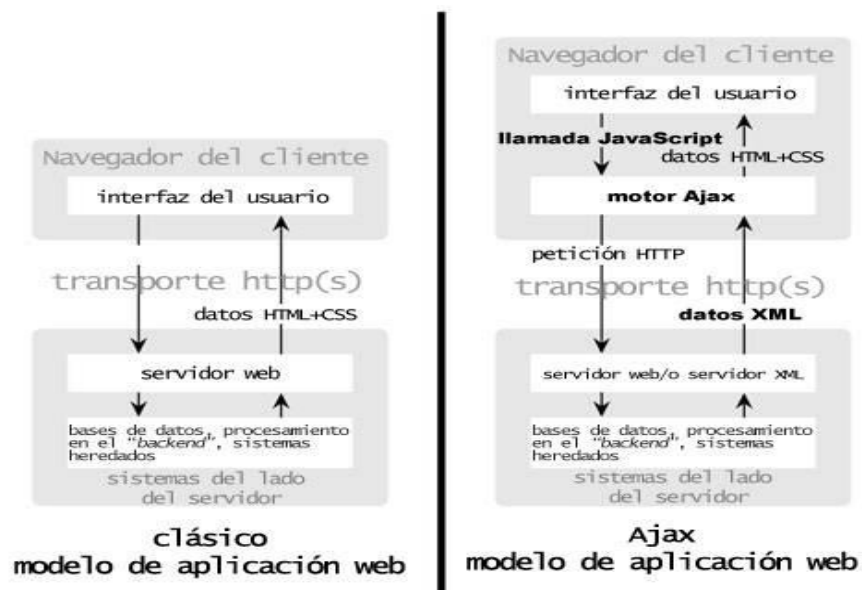 Navegador del cliente
interfaz del usuario
transporte http(s)
datos HTML+CSS
servidor web
bases de datos, procesamiento
en el "backend", sistemas
heredados
sistemas del lado
del servidor
clásico
modelo de aplicación web
Navegador del cliente
interfaz del usuario
llamada JavaScript
datos HTML+CSS
motor Ajax
petición HTTP
transporte http(s)
datos XML
servidor web/o servidor XML
bases de datos, procesamiento
en el "backend", sistemas
heredados
sistemas del lado
del servidor
Ajax
modelo de aplicación web